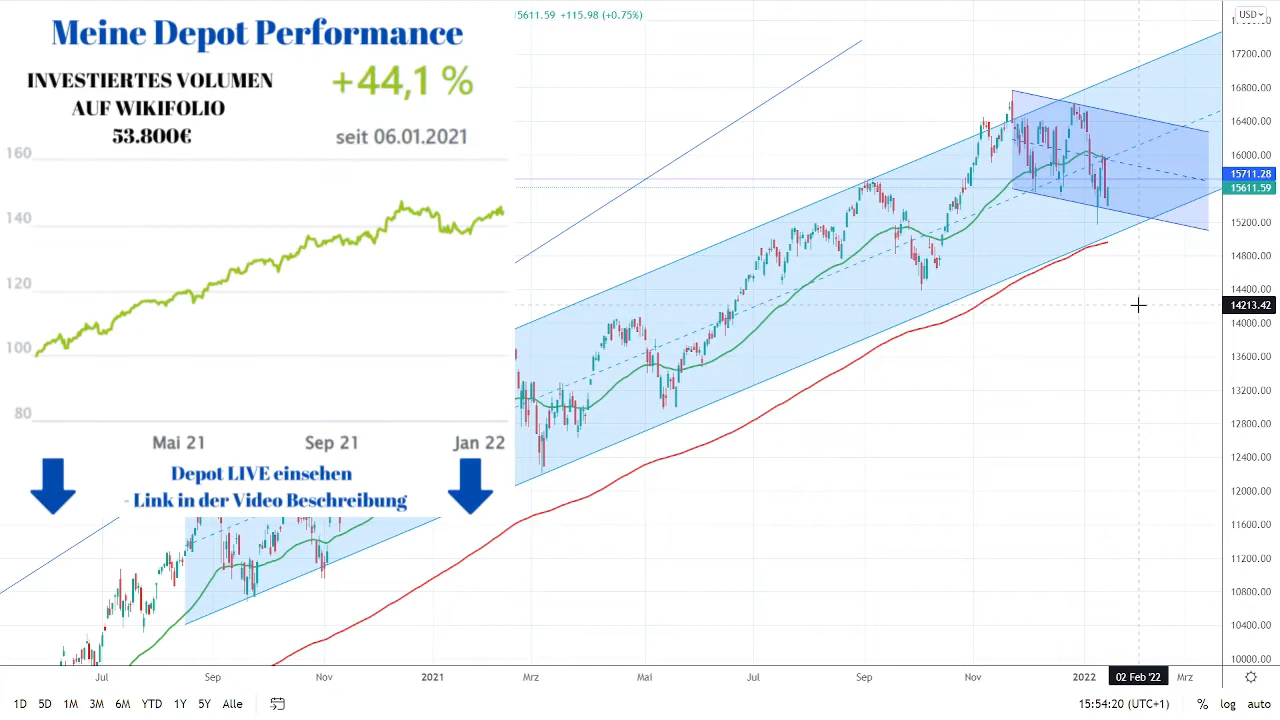 Meine Depot Performance
INVESTIERTES VOLUMEN
AUF WIKIFOLIO
53.800€
+44,1 %
seit 06.01.2021
160
140
120
100
80
Mai 21 Sep 21 Jan 22
Depot LIVE einsehen
- Link in der Video Beschreibung
15611.59 +115.98 (+0.75%)
USD
17200.00
16800.00
16400.00
16000.00
15711.28
15611.59
15200.00
14800.00
14400.00
14213.42
14000.00
13600.00
13200.00
12800.00
12400.00
12000.00
11600.00
11200.00
10800.00
10400.00
10000.00
Jul Sep Nov 2021 Mrz Mai Jul Sep Nov 2022 02 Feb '22 Mrz
1D 5D 1M 3M 6M YTD 1Y 5Y Alle
15:54:20 (UTC+1) % log auto